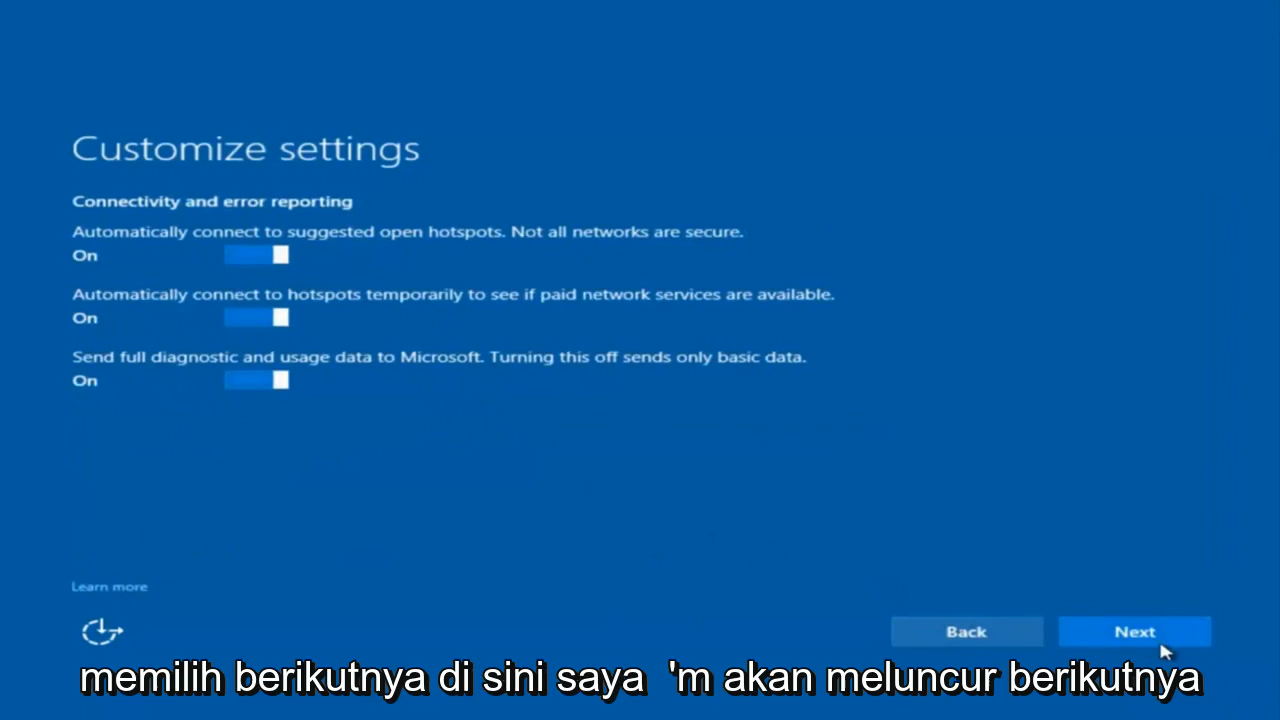 Customize settings
Connectivity and error reporting
Automatically connect to suggested open hotspots. Not all networks are secure.
On
Automatically connect to hotspots temporarily to see if paid network services are available.
On
Send full diagnostic and usage data to Microsoft. Turning this off sends only basic data.
On
Learn more
Back
Next
memilih berikutnya di sini saya 'm akan meluncur berikutnya